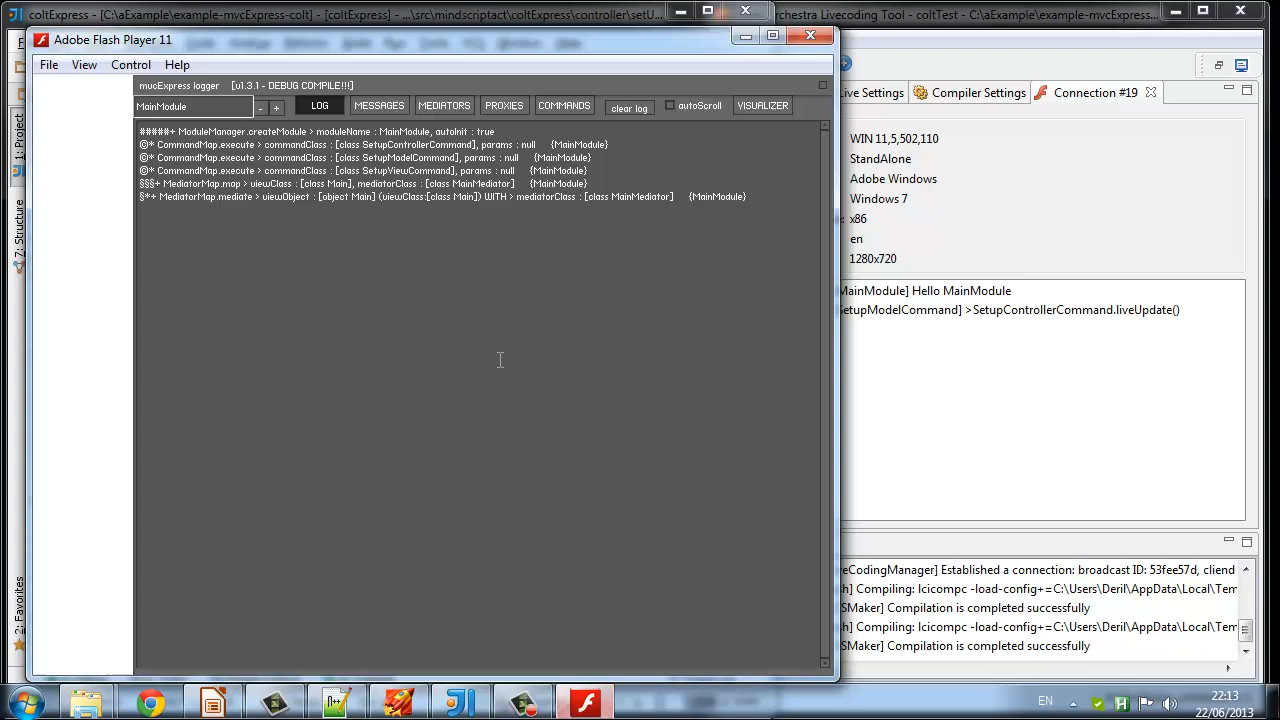 coltExpress - [C:\aExample\example-mvcExpress-colt] - [coltExpress] - ...\src\mindscriptact\coltExpress\controller\setU...
chestra Livecoding Tool - coltTest - C:\aExample\example-mvcExpress...
Adobe Flash Player 11
File View Control Help
mvcExpress logger [v1.3.1 - DEBUG COMPILE!!!]
MainModule - + LOG MESSAGES MEDIATORS PROXIES COMMANDS clear log autoScroll VISUALIZER
#####+ ModuleManager.createModule > moduleName : MainModule, autoInit : true
©* CommandMap.execute > commandClass : [class SetupControllerCommand], params : null {MainModule}
©* CommandMap.execute > commandClass : [class SetupModelCommand], params : null {MainModule}
©* CommandMap.execute > commandClass : [class SetupViewCommand], params : null {MainModule}
§§§+ MediatorMap.map > viewClass : [class Main], mediatorClass : [class MainMediator] {MainModule}
§*+ MediatorMap.mediate > viewObject : [object Main] (viewClass:[class Main]) WITH > mediatorClass : [class MainMediator] {MainModule}
1: Project
7: Structure
2: Favorites
ive Settings Compiler Settings Connection #19
WIN 11,5,502,110
StandAlone
Adobe Windows
Windows 7
: x86
en
1280x720
MainModule] Hello MainModule
SetupModelCommand] >SetupControllerCommand.liveUpdate()
veCodingManager] Established a connection: broadcast ID: 53fee57d, cliend
h] Compiling: lcicompc -load-config+=C:\Users\Deril\AppData\Local\Tem
SMaker] Compilation is completed successfully
h] Compiling: lcicompc -load-config+=C:\Users\Deril\AppData\Local\Tem
SMaker] Compilation is completed successfully
EN
22:13
22/06/2013